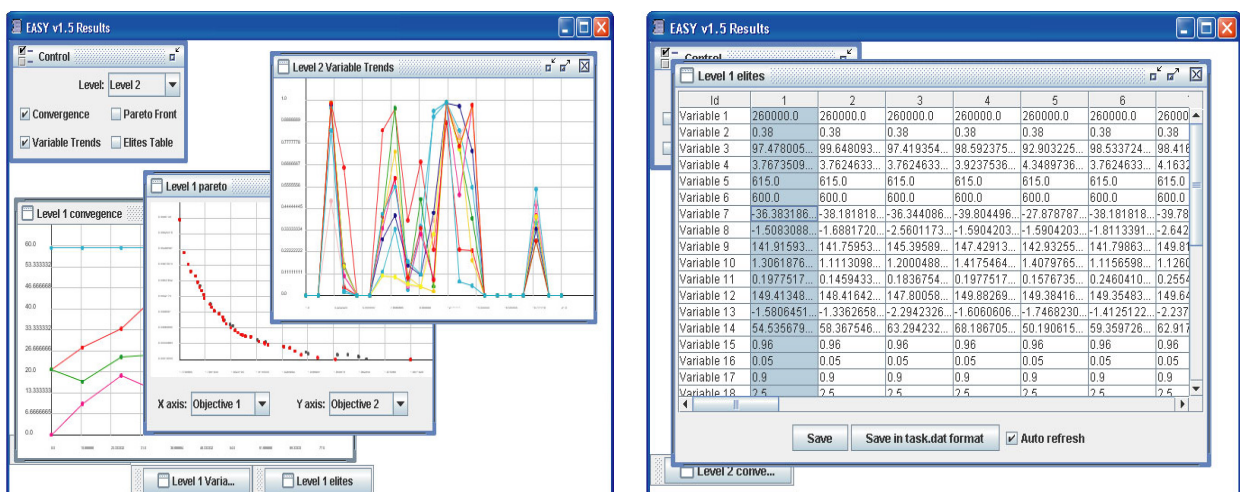 EASY v1.5 Results
Control
Level: Level 2
Convergence
Pareto Front
Variable Trends
Elites Table
Level 2 Variable Trends
1.0
0.0
Level 1 pareto
X axis: Objective 1
Y axis: Objective 2
Level 1 convegence
60.0
53.333332
46.666668
40.0
33.333332
26.666666
20.0
13.333333
6.6666665
0.0
Level 1 Varia...
Level 1 elites
EASY v1.5 Results
Control
Level 1 elites
Id 1 2 3 4 5 6
Variable 1 260000.0 260000.0 260000.0 260000.0 260000.0 260000.0 26000
Variable 2 0.38 0.38 0.38 0.38 0.38 0.38 0.38
Variable 3 97.478005... 99.648093... 97.419354... 98.592375... 92.903225... 98.533724... 98.416
Variable 4 3.7673509... 3.7624633... 3.7624633... 3.9237536... 4.3489736... 3.7624633... 4.1632
Variable 5 615.0 615.0 615.0 615.0 615.0 615.0 615.0
Variable 6 600.0 600.0 600.0 600.0 600.0 600.0 600.0
Variable 7 -36.383186... -38.181818... -36.344086... -39.804496... -27.878787... -38.181818... -39.78
Variable 8 -1.5083088... -1.6881720... -2.5601173... -1.5904203... -1.5904203... -1.8113391... -2.642
Variable 9 141.91593... 141.75953... 145.39589... 147.42913... 142.93255... 141.79863... 149.81
Variable 10 1.3061876... 1.1113098... 1.2000488... 1.4175464... 1.4079765... 1.1156598... 1.1260
Variable 11 0.1977517... 0.1459433... 0.1836754... 0.1977517... 0.1576735... 0.2460410... 0.2554
Variable 12 149.41348... 148.41642... 147.80058... 149.88269... 149.38416... 149.35483... 149.64
Variable 13 -1.5806451... -1.3362658... -2.2942326... -1.6060606... -1.7468230... -1.4125122... -2.237
Variable 14 54.535679... 58.367546... 63.294232... 68.186705... 50.190615... 59.359726... 62.917
Variable 15 0.96 0.96 0.96 0.96 0.96 0.96 0.96
Variable 16 0.05 0.05 0.05 0.05 0.05 0.05 0.05
Variable 17 0.9 0.9 0.9 0.9 0.9 0.9 0.9
Variable 18 2.5 2.5 2.5 2.5 2.5 2.5 2.5
Save
Save in task.dat format
Auto refresh
Level 2 conve...